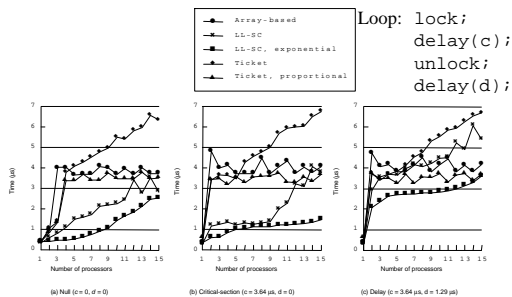 Array-based
LL-SC
LL-SC, exponential
Ticket
Ticket, proportional
Loop: lock;
delay(c);
unlock;
delay(d);
7
6
5
4
3
2
1
0
Time (μs)
1 3 5 7 9 11 13 15
Number of processors
(a) Null (c = 0, d = 0)
7
6
5
4
3
2
1
0
Time (μs)
1 3 5 7 9 11 13 15
Number of processors
(b) Critical-section (c = 3.64 μs, d = 0)
7
6
5
4
3
2
1
0
Time (μs)
1 3 5 7 9 11 13 15
Number of processors
(c) Delay (c = 3.64 μs, d = 1.29 μs)